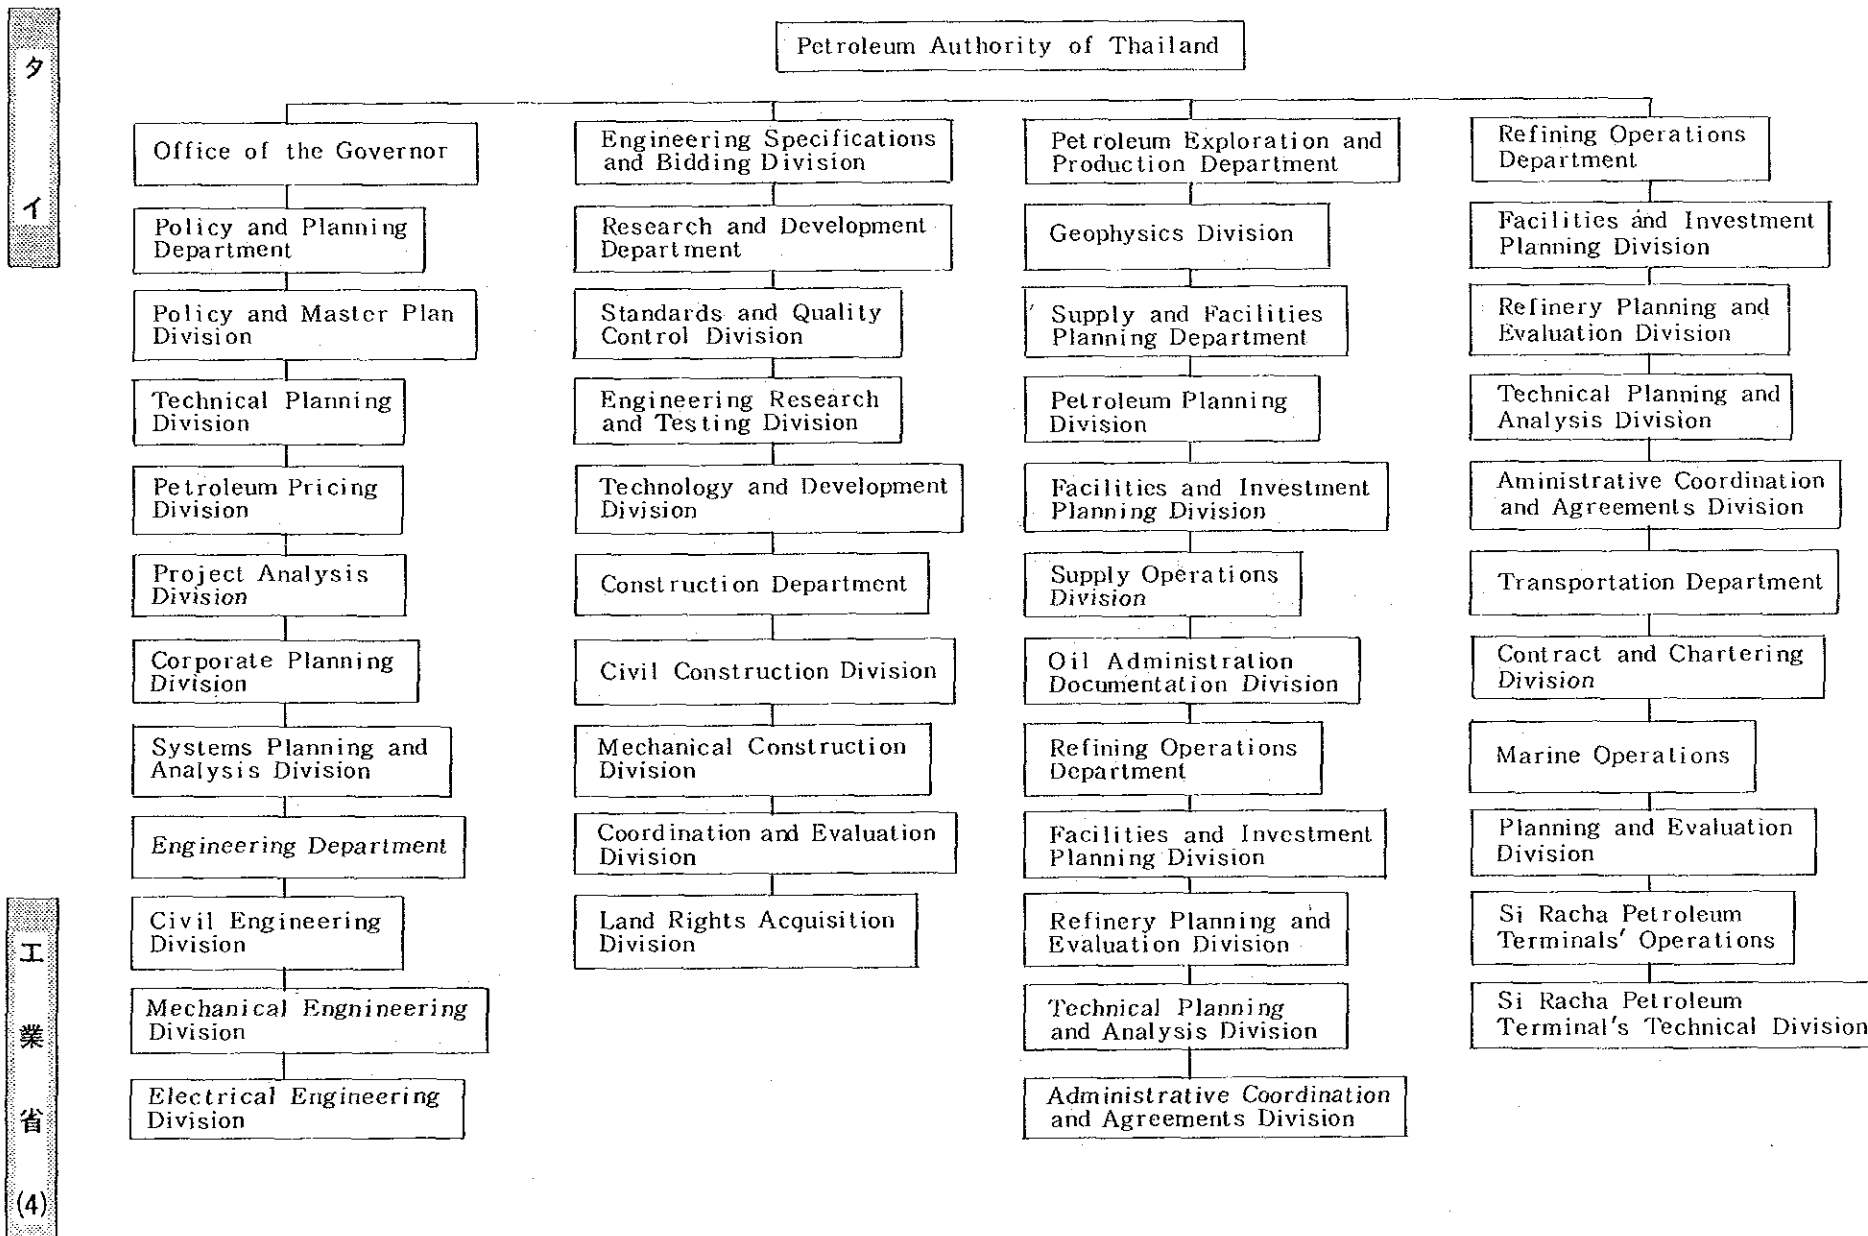 タイ
Petroleum Authority of Thailand
Office of the Governor
Policy and Planning
Department
Policy and Master Plan
Division
Technical Planning
Division
Petroleum Pricing
Division
Project Analysis
Division
Corporate Planning
Division
Systems Planning and
Analysis Division
Engineering Department
Civil Engineering
Division
Mechanical Engnineering
Division
Electrical Engineering
Division
Engineering Specifications
and Bidding Division
Research and Development
Department
Standards and Quality
Control Division
Engineering Research
and Testing Division
Technology and Development
Division
Construction Department
Civil Construction Division
Mechanical Construction
Division
Coordination and Evaluation
Division
Land Rights Acquisition
Division
Petroleum Exploration and
Production Department
Geophysics Division
Supply and Facilities
Planning Department
Petroleum Planning
Division
Facilities and Investment
Planning Division
Supply Operations
Division
Oil Administration
Documentation Division
Refining Operations
Department
Facilities and Investment
Planning Division
Refinery Planning and
Evaluation Division
Technical Planning
and Analysis Division
Administrative Coordination
and Agreements Division
Refining Operations
Department
Facilities and Investment
Planning Division
Refinery Planning and
Evaluation Division
Technical Planning and
Analysis Division
Aministrative Coordination
and Agreements Division
Transportation Department
Contract and Chartering
Division
Marine Operations
Planning and Evaluation
Division
Si Racha Petroleum
Terminals' Operations
Si Racha Petroleum
Terminal's Technical Division
工業省(4)